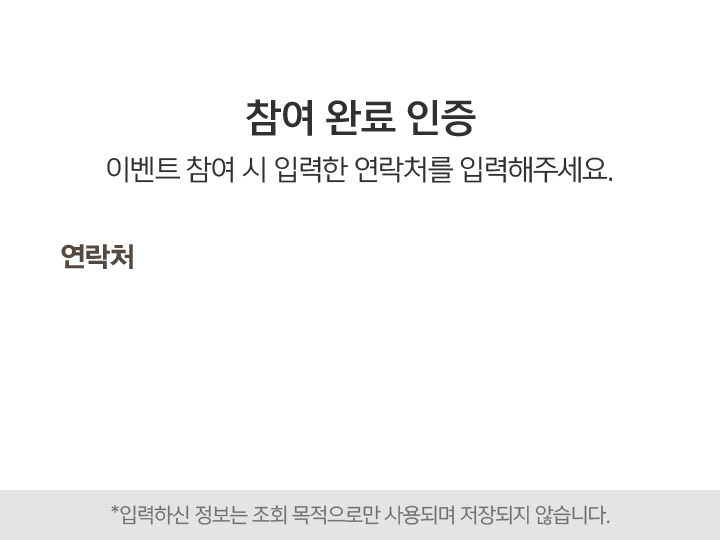 참여 완료 인증
이벤트 참여 시 입력한 연락처를 입력해주세요.
연락처
*입력하신 정보는 조회 목적으로만 사용되며 저장되지 않습니다.